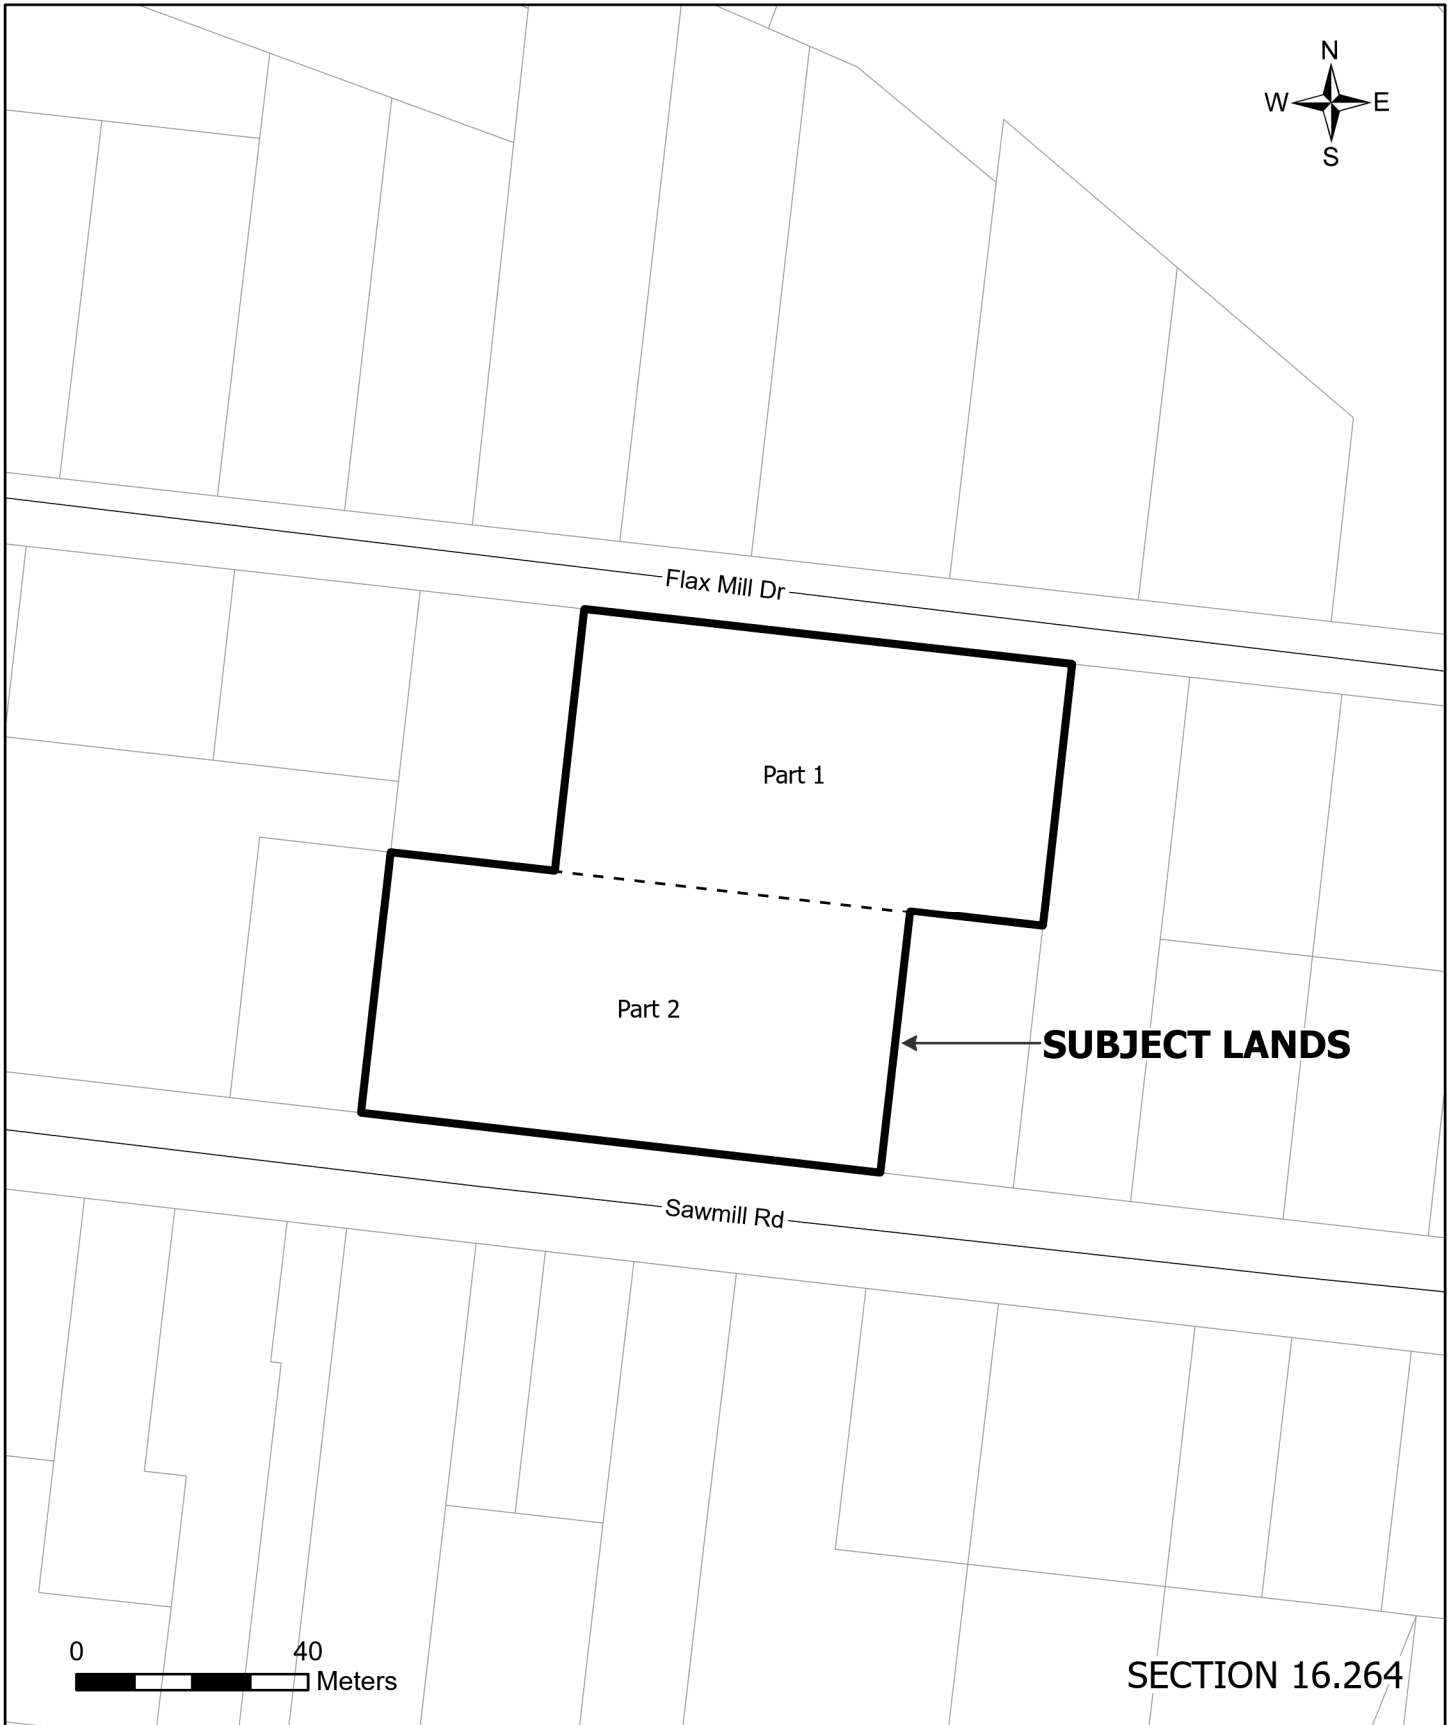 N
W E
S
Flax Mill Dr
Part 1
Part 2
SUBJECT LANDS
Sawmill Rd
0 40
Meters
SECTION 16.264